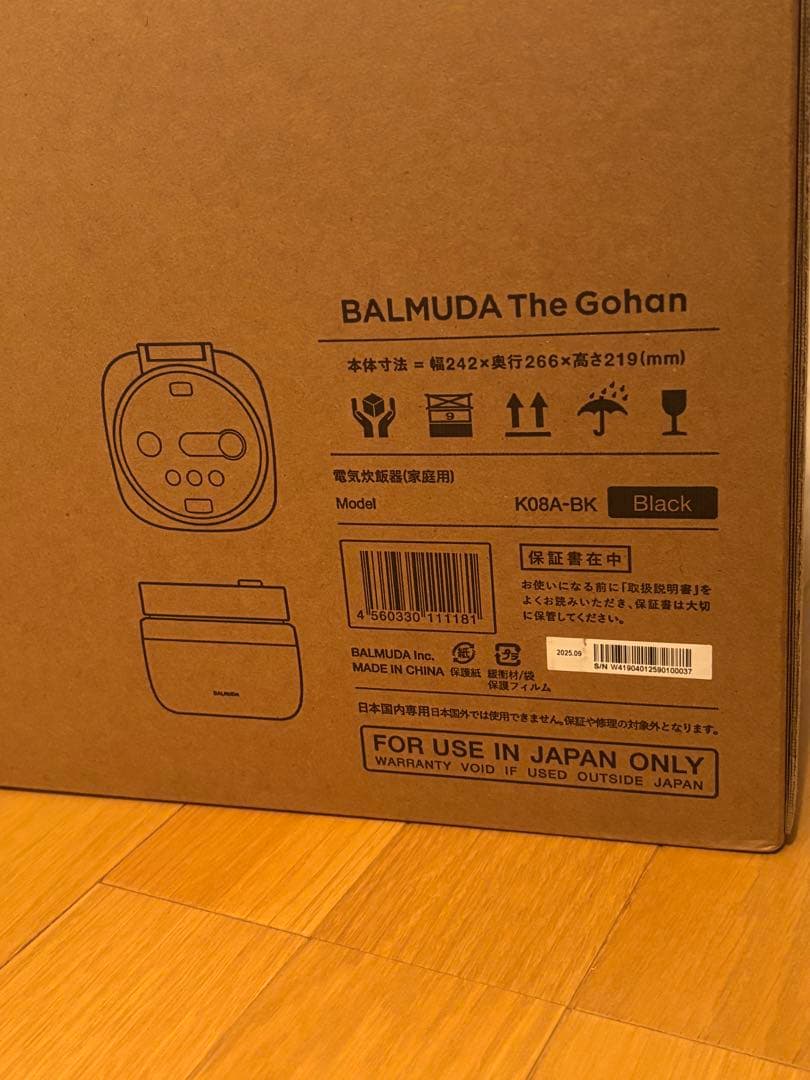 BALMUDA The Gohan
本体寸法 = 幅242×奥行266×高さ219(mm)
9
電気炊飯器(家庭用)
Model K08A-BK Black
4 560330 111181
保証書在中
お使いになる前に「取扱説明書」を
よくお読みいただき、保証書は大切
に保管してください。
BALMUDA Inc.
MADE IN CHINA
紙
保護紙
プラ
緩衝材/袋
保護フィルム
2025.09
S/N W41904012590100037
BALMUDA
日本国内専用 日本国外では使用できません。保証や修理の対象外となります。
FOR USE IN JAPAN ONLY
WARRANTY VOID IF USED OUTSIDE JAPAN